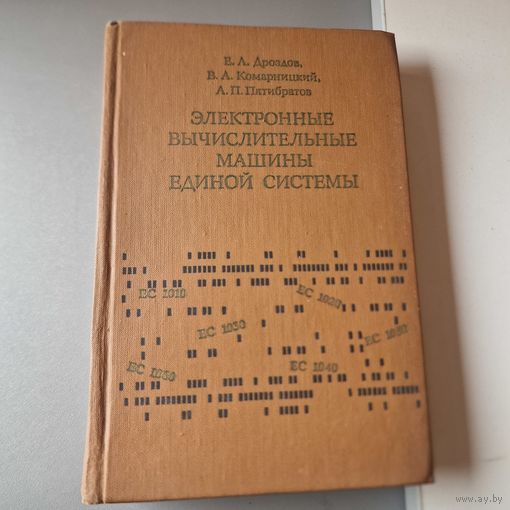 Е. А. Дроздов,
В. А. Комарницкий,
А. П. Пятибратов
ЭЛЕКТРОННЫЕ
ВЫЧИСЛИТЕЛЬНЫЕ
МАШИНЫ
ЕДИНОЙ СИСТЕМЫ
ЕС 1010
ЕС 1020
ЕС 1030
ЕС 1050
ЕС 1060
ЕС 1040
www.ay.by